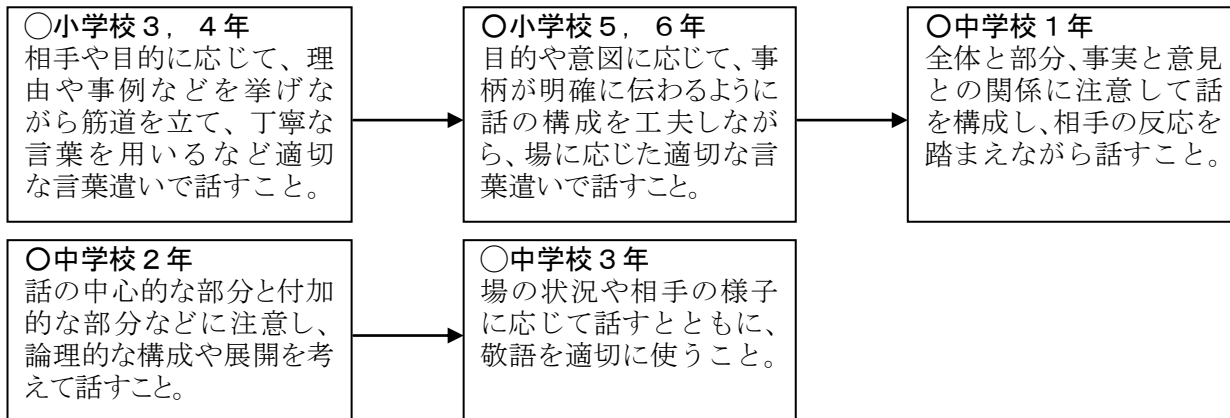 ◯小学校３，４年
相手や目的に応じて、理
由や事例などを挙げな
がら筋道を立て、丁寧な
言葉を用いるなど適切
な言葉遣いで話すこと。
〇小学校５，６年
目的や意図に応じて、事
柄が明確に伝わるように
話の構成を工夫しなが
ら、場に応じた適切な言
葉遣いで話すこと。
〇中学校１年
全体と部分、事実と意見
との関係に注意して話
を構成し、相手の反応を
踏まえながら話すこと。
〇中学校２年
話の中心的な部分と付加
的な部分などに注意し、
論理的な構成や展開を考
えて話すこと。
◯中学校３年
場の状況や相手の様子
に応じて話すとともに、
敬語を適切に使うこと。